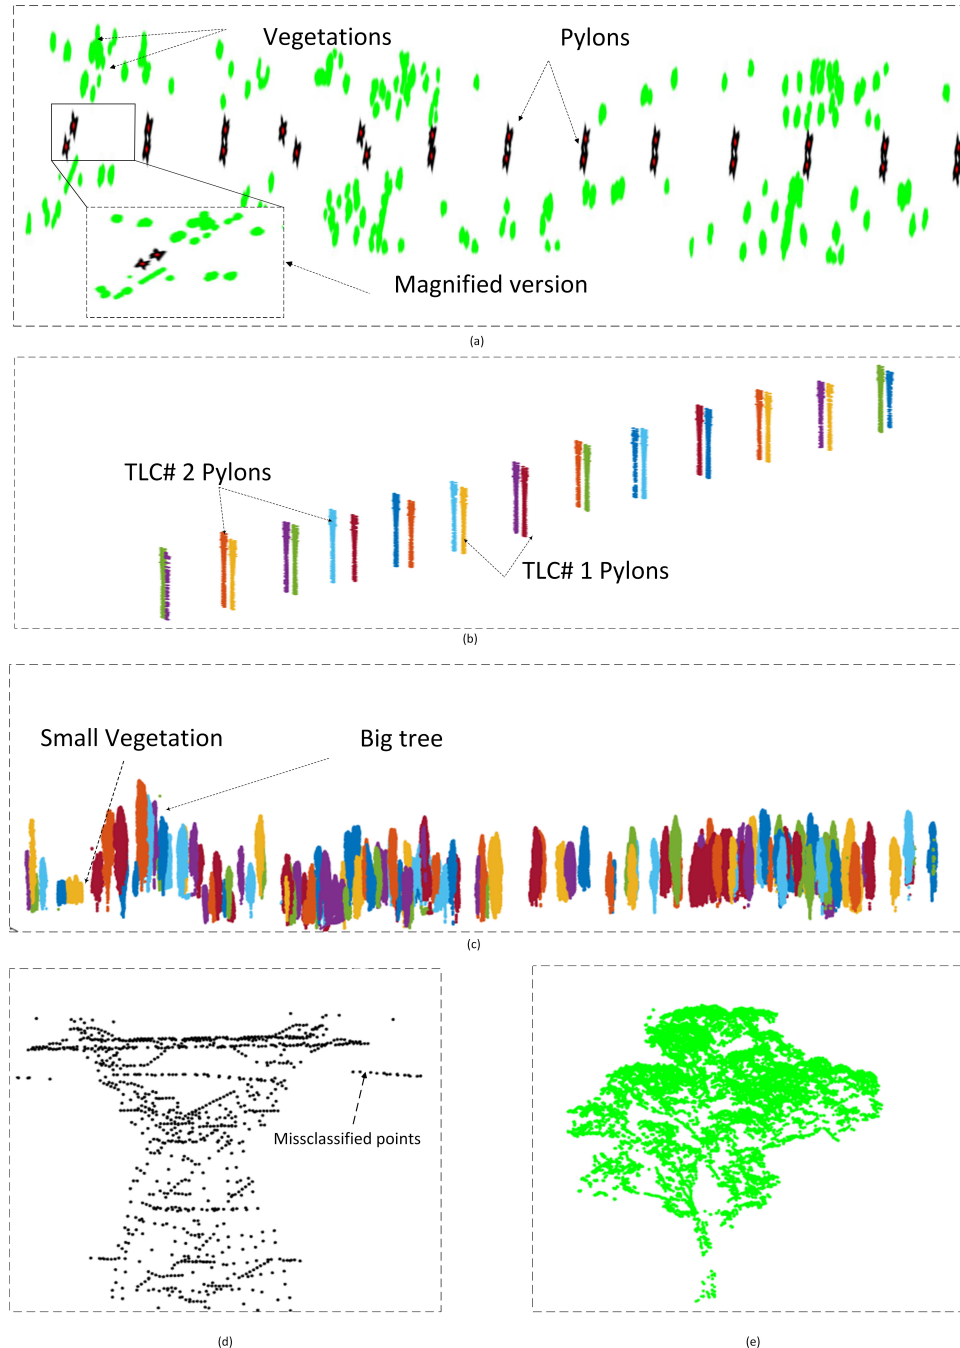 Vegetations
Pylons
Magnified version
(a)
TLC# 2 Pylons
TLC# 1 Pylons
(b)
Small Vegetation
Big tree
(c)
Missclassified points
(d)
(e)